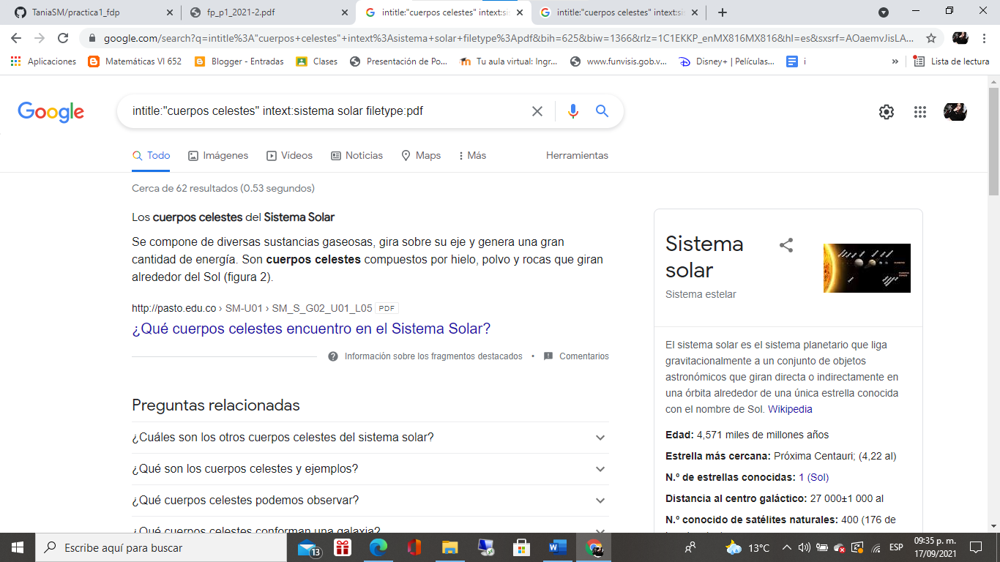 TaniaSM/practica1_fdp
fp_p1_2021-2.pdf
intitle:"cuerpos celestes" intext:si
intitle:"cuerpos celestes" intext:si
google.com/search?q=intitle%3A"cuerpos+celestes"+intext%3Asistema+solar+filetype%3Apdf&bih=625&biw=1366&rlz=1C1EKKP_enMX816MX816&hl=es&sxsrf=AOaemvJisLA...
Aplicaciones
Matemáticas VI 652
Blogger - Entradas
Clases
Presentación de Po...
Tu aula virtual: Ingr...
www.funvisis.gob.v...
Disney+ | Películas...
i
»
Lista de lectura
Google
intitle:"cuerpos celestes" intext:sistema solar filetype:pdf
Todo
Imágenes
Videos
Noticias
Maps
Más
Herramientas
Cerca de 62 resultados (0.53 segundos)
Los cuerpos celestes del Sistema Solar
Se compone de diversas sustancias gaseosas, gira sobre su eje y genera una gran
cantidad de energía. Son cuerpos celestes compuestos por hielo, polvo y rocas que giran
alrededor del Sol (figura 2).
http://pasto.edu.co › SM-U01 › SM_S_G02_U01_L05 PDF
¿Qué cuerpos celestes encuentro en el Sistema Solar?
Información sobre los fragmentos destacados • Comentarios
Preguntas relacionadas
¿Cuáles son los otros cuerpos celestes del sistema solar?
¿Qué son los cuerpos celestes y ejemplos?
¿Qué cuerpos celestes podemos observar?
¿Qué cuerpos celestes conforman una galaxia?
Sistema
solar
Sistema estelar
El sistema solar es el sistema planetario que liga
gravitacionalmente a un conjunto de objetos
astronómicos que giran directa o indirectamente en
una órbita alrededor de una única estrella conocida
con el nombre de Sol. Wikipedia
Edad: 4,571 miles de millones años
Estrella más cercana: Próxima Centauri; (4,22 al)
N.º de estrellas conocidas: 1 (Sol)
Distancia al centro galáctico: 27 000±1 000 al
N.º conocido de satélites naturales: 400 (176 de
Escribe aquí para buscar
13
13°C
ESP
09:35 p. m.
17/09/2021